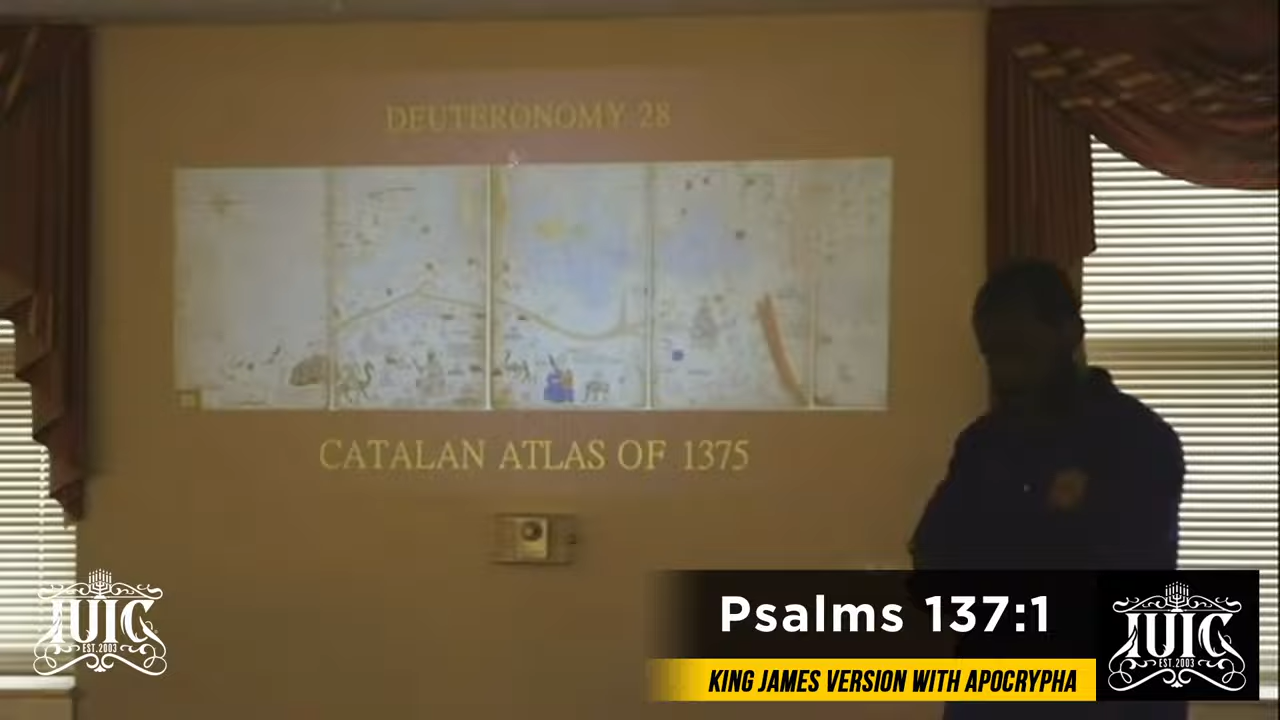 DEUTERONOMY 28
CATALAN ATLAS OF 1375
IUIC
EST. 2003
Psalms 137:1
KING JAMES VERSION WITH APOCRYPHA
IUIC
EST. 2003